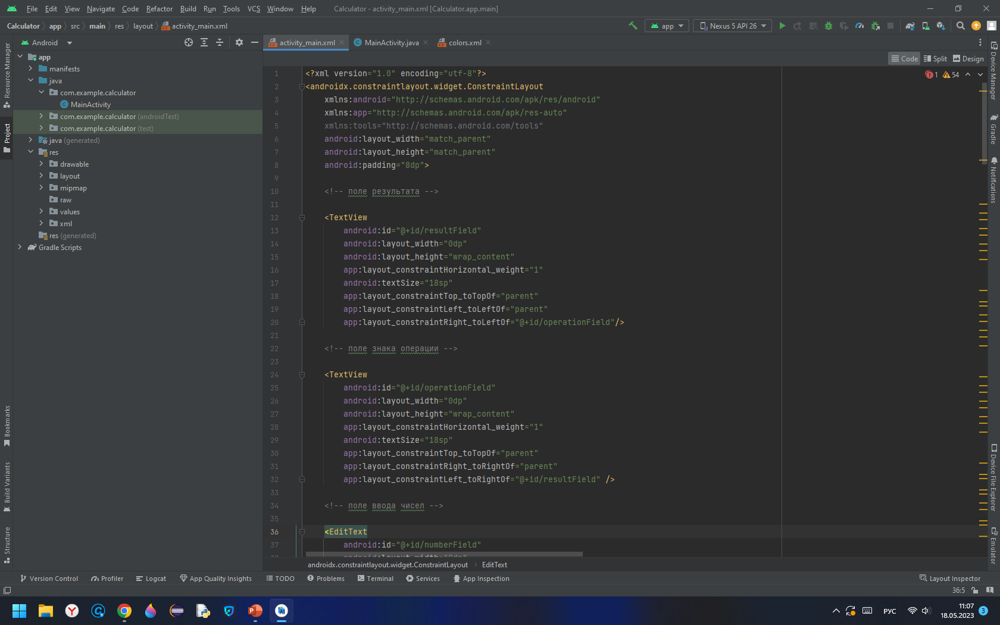 File Edit View Navigate Code Refactor Build Run Tools VCS Window Help Calculator - activity_main.xml [Calculator.app.main]
Calculator app src main res layout activity_main.xml app Nexus 5 API 26
Android activity_main.xml MainActivity.java colors.xml
Code Split Design
1 54
Resource Manager
Project
Bookmarks
Build Variants
Structure
app
manifests
java
com.example.calculator
MainActivity
com.example.calculator (androidTest)
com.example.calculator (test)
java (generated)
res
drawable
layout
mipmap
raw
values
xml
res (generated)
Gradle Scripts
1 <?xml version="1.0" encoding="utf-8"?>
2 <androidx.constraintlayout.widget.ConstraintLayout
3 xmlns:android="http://schemas.android.com/apk/res/android"
4 xmlns:app="http://schemas.android.com/apk/res-auto"
5 xmlns:tools="http://schemas.android.com/tools"
6 android:layout_width="match_parent"
7 android:layout_height="match_parent"
8 android:padding="8dp">
9
10 <!-- поле результата -->
11
12 <TextView
13 android:id="@+id/resultField"
14 android:layout_width="0dp"
15 android:layout_height="wrap_content"
16 app:layout_constraintHorizontal_weight="1"
17 android:textSize="18sp"
18 app:layout_constraintTop_toTopOf="parent"
19 app:layout_constraintLeft_toLeftOf="parent"
20 app:layout_constraintRight_toLeftOf="@+id/operationField"/>
21
22 <!-- поле знака операции -->
23
24 <TextView
25 android:id="@+id/operationField"
26 android:layout_width="0dp"
27 android:layout_height="wrap_content"
28 app:layout_constraintHorizontal_weight="1"
29 android:textSize="18sp"
30 app:layout_constraintTop_toTopOf="parent"
31 app:layout_constraintRight_toRightOf="parent"
32 app:layout_constraintLeft_toRightOf="@+id/resultField" />
33
34 <!-- поле ввода чисел -->
35
36 <EditText
37 android:id="@+id/numberField"
Device Manager
Gradle
Notifications
Device File Explorer
Emulator
androidx.constraintlayout.widget.ConstraintLayout EditText
Version Control Profiler Logcat App Quality Insights TODO Problems Terminal Services App Inspection Layout Inspector
36:5
РУС
11:07
18.05.2023
3